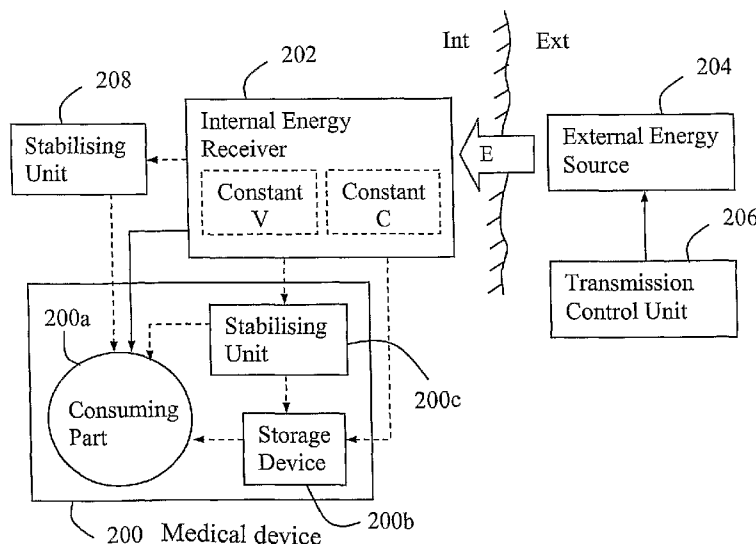 202
Int
Ext
208
204
Stabilising
Unit
Internal Energy
Receiver
E
External Energy
Source
Constant
V
Constant
C
206
Transmission
Control Unit
200a
Stabilising
Unit
200c
Consuming
Part
Storage
Device
200
Medical device
200b